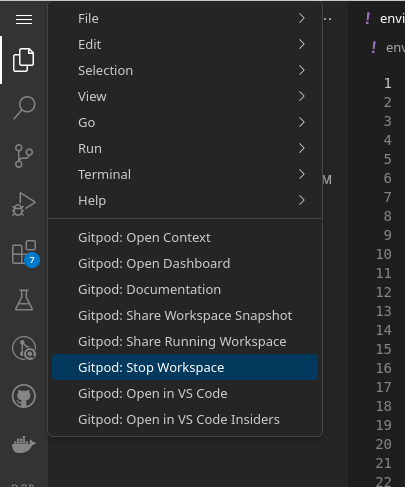 File
Edit
Selection
View
Go
Run
Terminal
Help
Gitpod: Open Context
Gitpod: Open Dashboard
Gitpod: Documentation
Gitpod: Share Workspace Snapshot
Gitpod: Share Running Workspace
Gitpod: Stop Workspace
Gitpod: Open in VS Code
Gitpod: Open in VS Code Insiders
7
M
! envi
! env
1
2
3
4
5
6
7
8
9
10
11
12
13
14
15
16
17
18
19
20
21
22